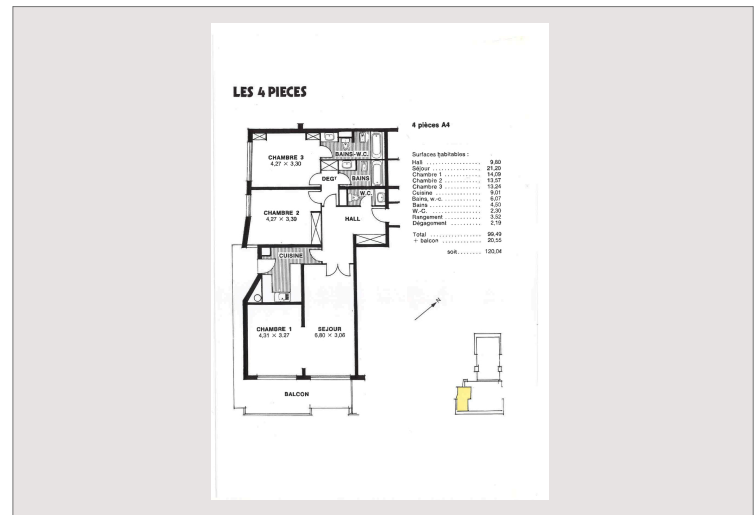 LES 4 PIECES
4 pièces A4
Surfaces habitables :
Hall ..................... 9,80
Séjour ................... 21,20
Chambre 1 ................ 14,09
Chambre 2 ................ 13,57
Chambre 3 ................ 13,24
Cuisine .................. 9,01
Bains, w.-c. ............. 6,07
Bains .................... 4,50
W.-C. .................... 2,30
Rangement ................ 3,52
Dégagement ............... 2,19
Total .................... 99,49
+ balcon ................. 20,55
soit ....... 120,04
CHAMBRE 3
4,27 × 3,30
BAINS-W.C.
DEGt
BAINS
W.C.
CHAMBRE 2
4,27 × 3,39
HALL
CUISINE
CHAMBRE 1
4,31 × 3,27
SEJOUR
6,80 × 3,06
BALCON
N